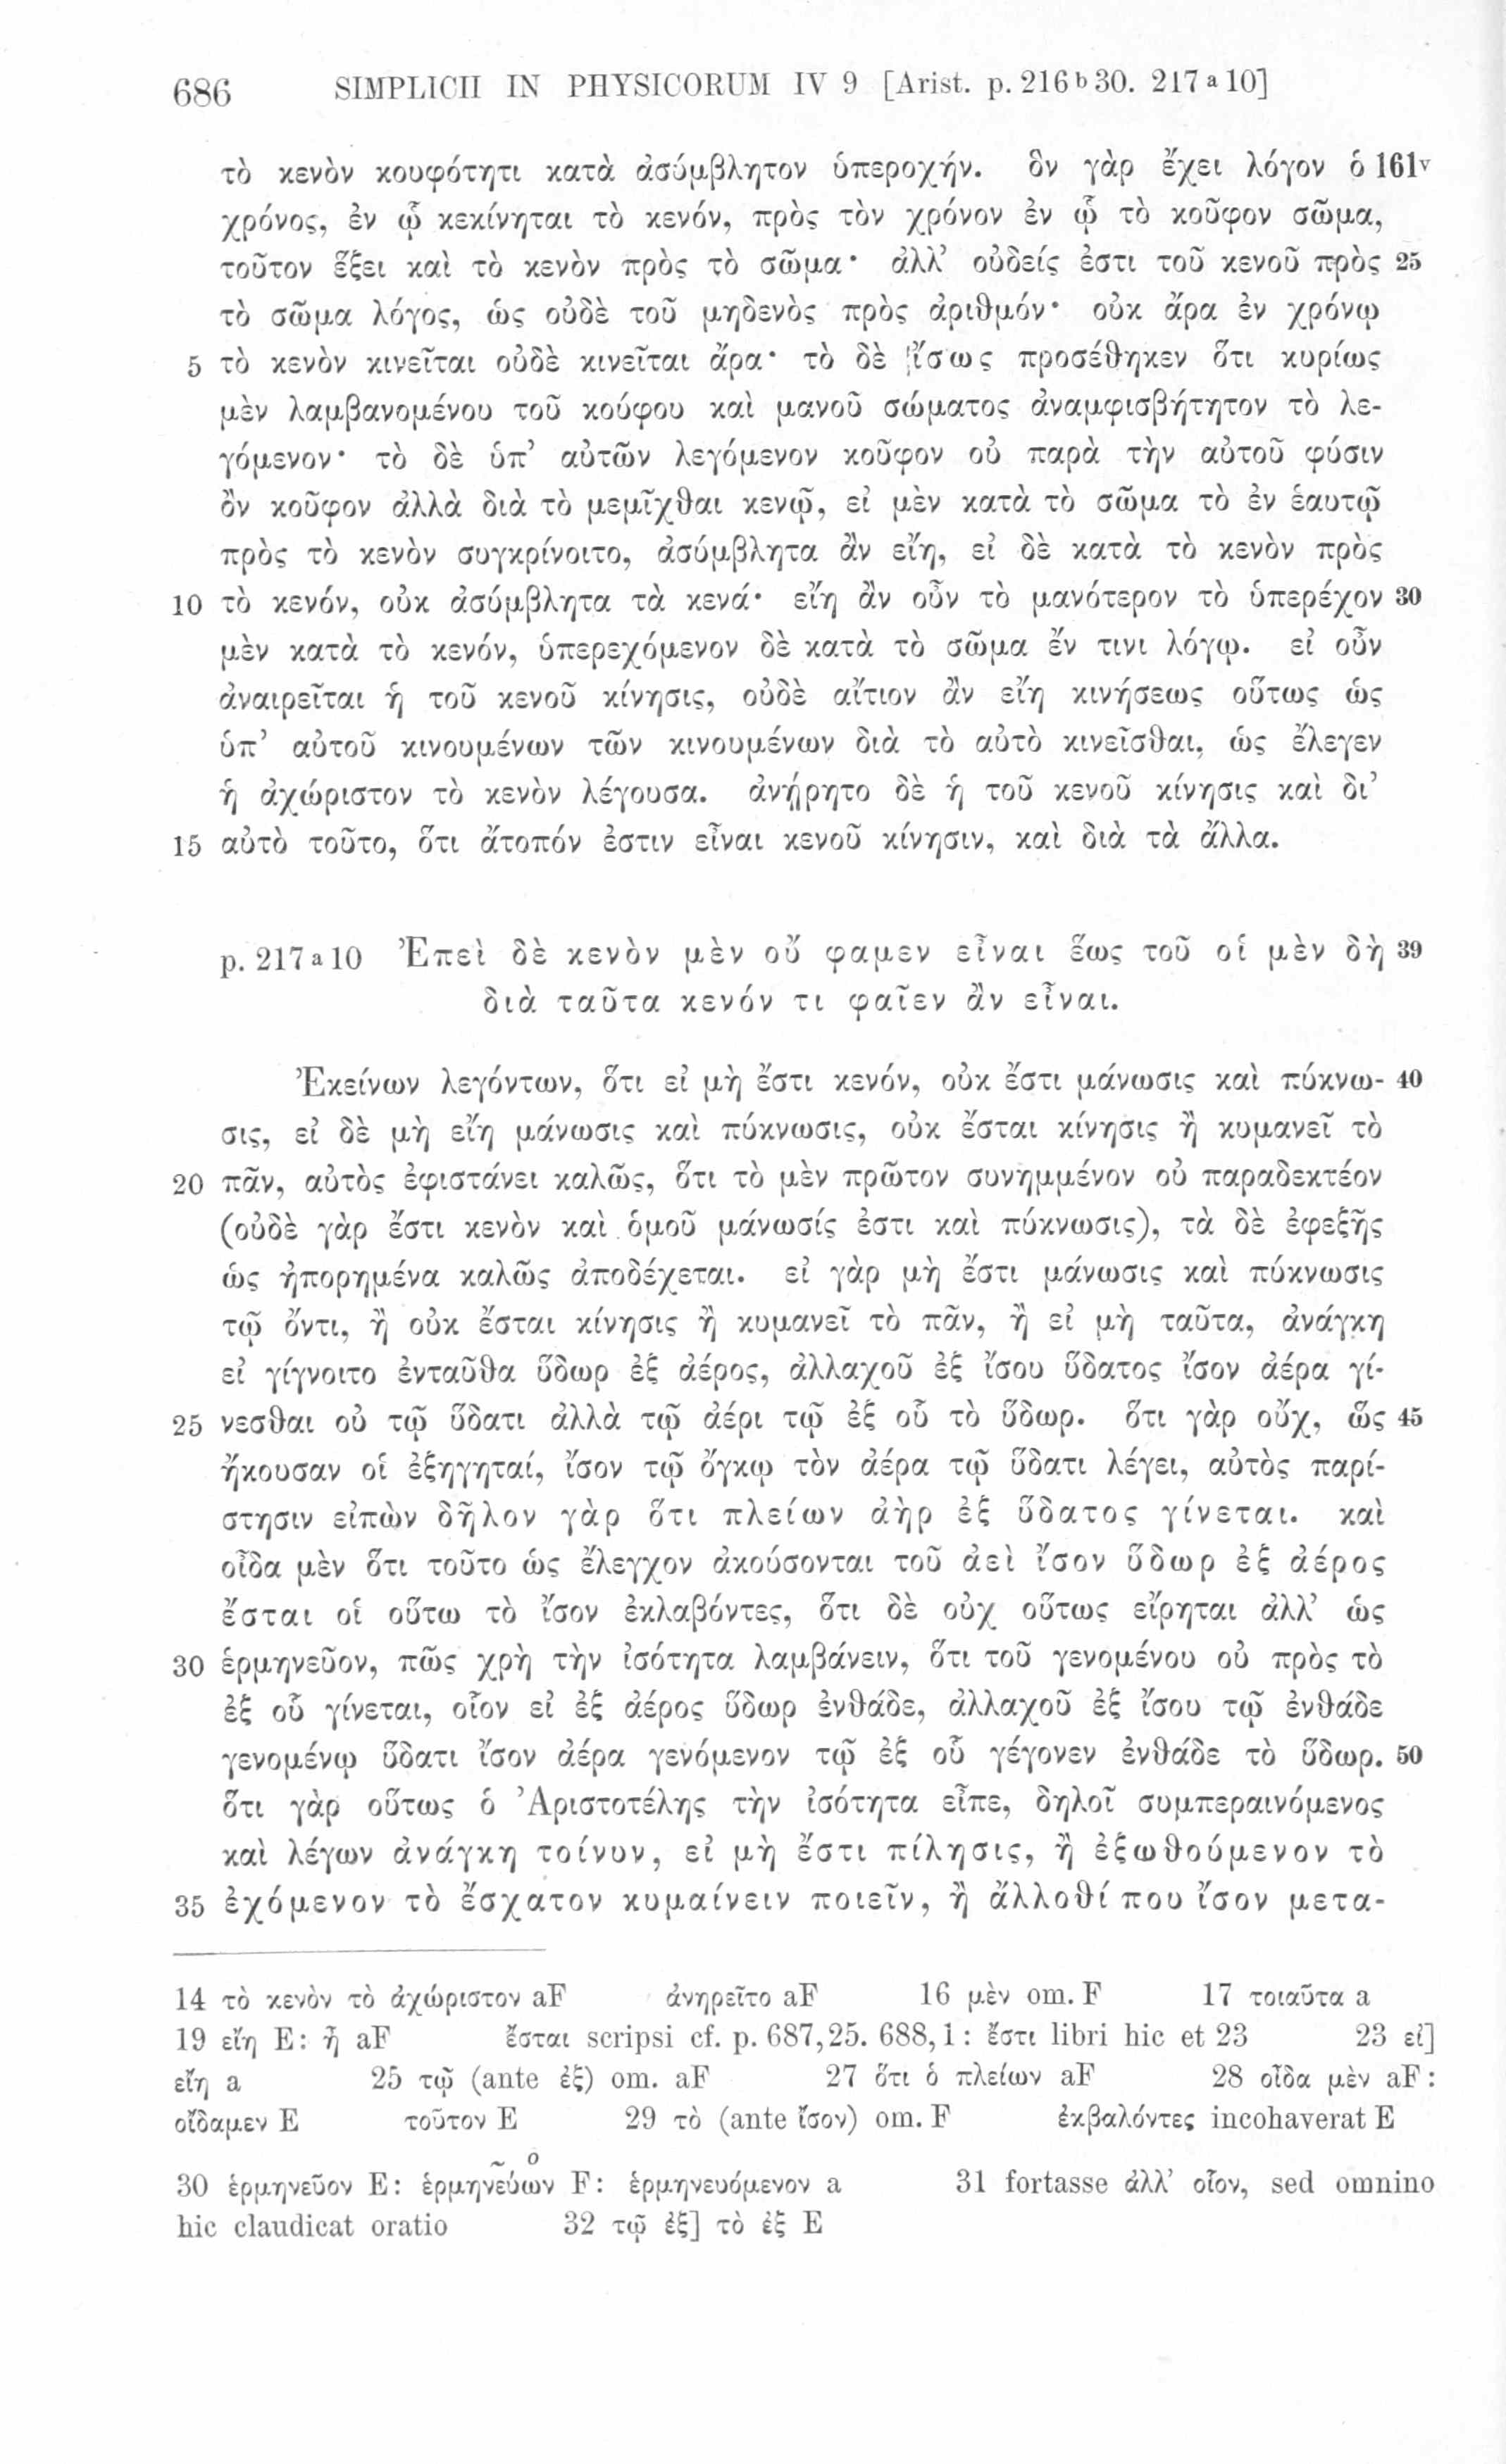 686 SIMPLICII IN PHYSICORUM IV 9 [Arist. p. 216 b 30. 217 a 10]
τὸ κενὸν κουφότητι κατὰ ἀσύμβλητον ὑπεροχήν. ὃν γὰρ ἔχει λόγον ὁ 161v
χρόνος, ἐν ᾧ κεκίνηται τὸ κενόν, πρὸς τὸν χρόνον ἐν ᾧ τὸ κοῦφον σῶμα,
τοῦτον ἕξει καὶ τὸ κενὸν πρὸς τὸ σῶμα· ἀλλ’ οὐδείς ἐστι τοῦ κενοῦ πρὸς 25
τὸ σῶμα λόγος, ὡς οὐδὲ τοῦ μηδενὸς πρὸς ἀριθμόν· οὐκ ἄρα ἐν χρόνῳ
5 τὸ κενὸν κινεῖται οὐδὲ κινεῖται ἄρα· τὸ δὲ ἴσως προσέθηκεν ὅτι κυρίως
μὲν λαμβανομένου τοῦ κούφου καὶ μανοῦ σώματος ἀναμφισβήτητον τὸ λε-
γόμενον· τὸ δὲ ὑπ’ αὐτῶν λεγόμενον κοῦφον οὐ παρὰ τὴν αὐτοῦ φύσιν
ὂν κοῦφον ἀλλὰ διὰ τὸ μεμῖχθαι κενῷ, εἰ μὲν κατὰ τὸ σῶμα τὸ ἐν ἑαυτῷ
πρὸς τὸ κενὸν συγκρίνοιτο, ἀσύμβλητα ἂν εἴη, εἰ δὲ κατὰ τὸ κενὸν πρὸς
10 τὸ κενόν, οὐκ ἀσύμβλητα τὰ κενά· εἴη ἂν οὖν τὸ μανότερον τὸ ὑπερέχον 30
μὲν κατὰ τὸ κενόν, ὑπερεχόμενον δὲ κατὰ τὸ σῶμα ἔν τινι λόγῳ. εἰ οὖν
ἀναιρεῖται ἡ τοῦ κενοῦ κίνησις, οὐδὲ αἴτιον ἂν εἴη κινήσεως οὕτως ὡς
ὑπ’ αὐτοῦ κινουμένων τῶν κινουμένων διὰ τὸ αὐτὸ κινεῖσθαι, ὡς ἔλεγεν
ἡ ἀχώριστον τὸ κενὸν λέγουσα. ἀνῄρητο δὲ ἡ τοῦ κενοῦ κίνησις καὶ δι’
15 αὐτὸ τοῦτο, ὅτι ἄτοπόν ἐστιν εἶναι κενοῦ κίνησιν, καὶ διὰ τὰ ἄλλα.
p. 217 a 10 Ἐπεὶ δὲ κενὸν μὲν οὔ φαμεν εἶναι ἕως τοῦ οἱ μὲν δὴ 39
διὰ ταῦτα κενόν τι φαῖεν ἂν εἶναι.
Ἐκείνων λεγόντων, ὅτι εἰ μὴ ἔστι κενόν, οὐκ ἔστι μάνωσις καὶ πύκνω- 40
σις, εἰ δὲ μὴ εἴη μάνωσις καὶ πύκνωσις, οὐκ ἔσται κίνησις ἢ κυμανεῖ τὸ
20 πᾶν, αὐτὸς ἐφιστάνει καλῶς, ὅτι τὸ μὲν πρῶτον συνημμένον οὐ παραδεκτέον
(οὐδὲ γὰρ ἔστι κενὸν καὶ ὁμοῦ μάνωσίς ἐστι καὶ πύκνωσις), τὰ δὲ ἐφεξῆς
ὡς ἠπορημένα καλῶς ἀποδέχεται. εἰ γὰρ μὴ ἔστι μάνωσις καὶ πύκνωσις
τῷ ὄντι, ἢ οὐκ ἔσται κίνησις ἢ κυμανεῖ τὸ πᾶν, ἢ εἰ μὴ ταῦτα, ἀνάγκη
εἰ γίγνοιτο ἐνταῦθα ὕδωρ ἐξ ἀέρος, ἀλλαχοῦ ἐξ ἴσου ὕδατος ἴσον ἀέρα γί-
25 νεσθαι οὐ τῷ ὕδατι ἀλλὰ τῷ ἀέρι τῷ ἐξ οὗ τὸ ὕδωρ. ὅτι γὰρ οὔχ, ὥς 45
ἤκουσαν οἱ ἐξηγηταί, ἴσον τῷ ὄγκῳ τὸν ἀέρα τῷ ὕδατι λέγει, αὐτὸς παρί-
στησιν εἰπὼν δῆλον γὰρ ὅτι πλείων ἀὴρ ἐξ ὕδατος γίνεται. καὶ
οἶδα μὲν ὅτι τοῦτο ὡς ἔλεγχον ἀκούσονται τοῦ ἀεὶ ἴσον ὕδωρ ἐξ ἀέρος
ἔσται οἱ οὕτω τὸ ἴσον ἐκλαβόντες, ὅτι δὲ οὐχ οὕτως εἴρηται ἀλλ’ ὡς
30 ἑρμηνεῦον, πῶς χρὴ τὴν ἰσότητα λαμβάνειν, ὅτι τοῦ γενομένου οὐ πρὸς τὸ
ἐξ οὗ γίνεται, οἷον εἰ ἐξ ἀέρος ὕδωρ ἐνθάδε, ἀλλαχοῦ ἐξ ἴσου τῷ ἐνθάδε
γενομένῳ ὕδατι ἴσον ἀέρα γενόμενον τῷ ἐξ οὗ γέγονεν ἐνθάδε τὸ ὕδωρ. 50
ὅτι γὰρ οὕτως ὁ Ἀριστοτέλης τὴν ἰσότητα εἶπε, δηλοῖ συμπεραινόμενος
καὶ λέγων ἀνάγκη τοίνυν, εἰ μὴ ἔστι πίλησις, ἢ ἐξωθούμενον τὸ
35 ἐχόμενον τὸ ἔσχατον κυμαίνειν ποιεῖν, ἢ ἄλλοθί που ἴσον μετα-
14 τὸ κενὸν τὸ ἀχώριστον aF ἀνηρεῖτο aF 16 μὲν om. F 17 τοιαῦτα a
19 εἴη E: ᾖ aF ἔσται scripsi cf. p. 687,25. 688,1: ἔστι libri hic et 23 23 εἰ]
εἴη a 25 τῷ (ante ἐξ) om. aF 27 ὅτι ὁ πλείων aF 28 οἶδα μὲν aF:
οἴδαμεν E τοῦτον E 29 τὸ (ante ἴσον) om. F ἐκβαλόντες incohaverat E
30 ἑρμηνεῦον E: ἑρμηνεύων F: ἑρμηνευόμενον a 31 fortasse ἀλλ’ οἷον, sed omnino
hic claudicat oratio 32 τῷ ἐξ] τὸ ἐξ E